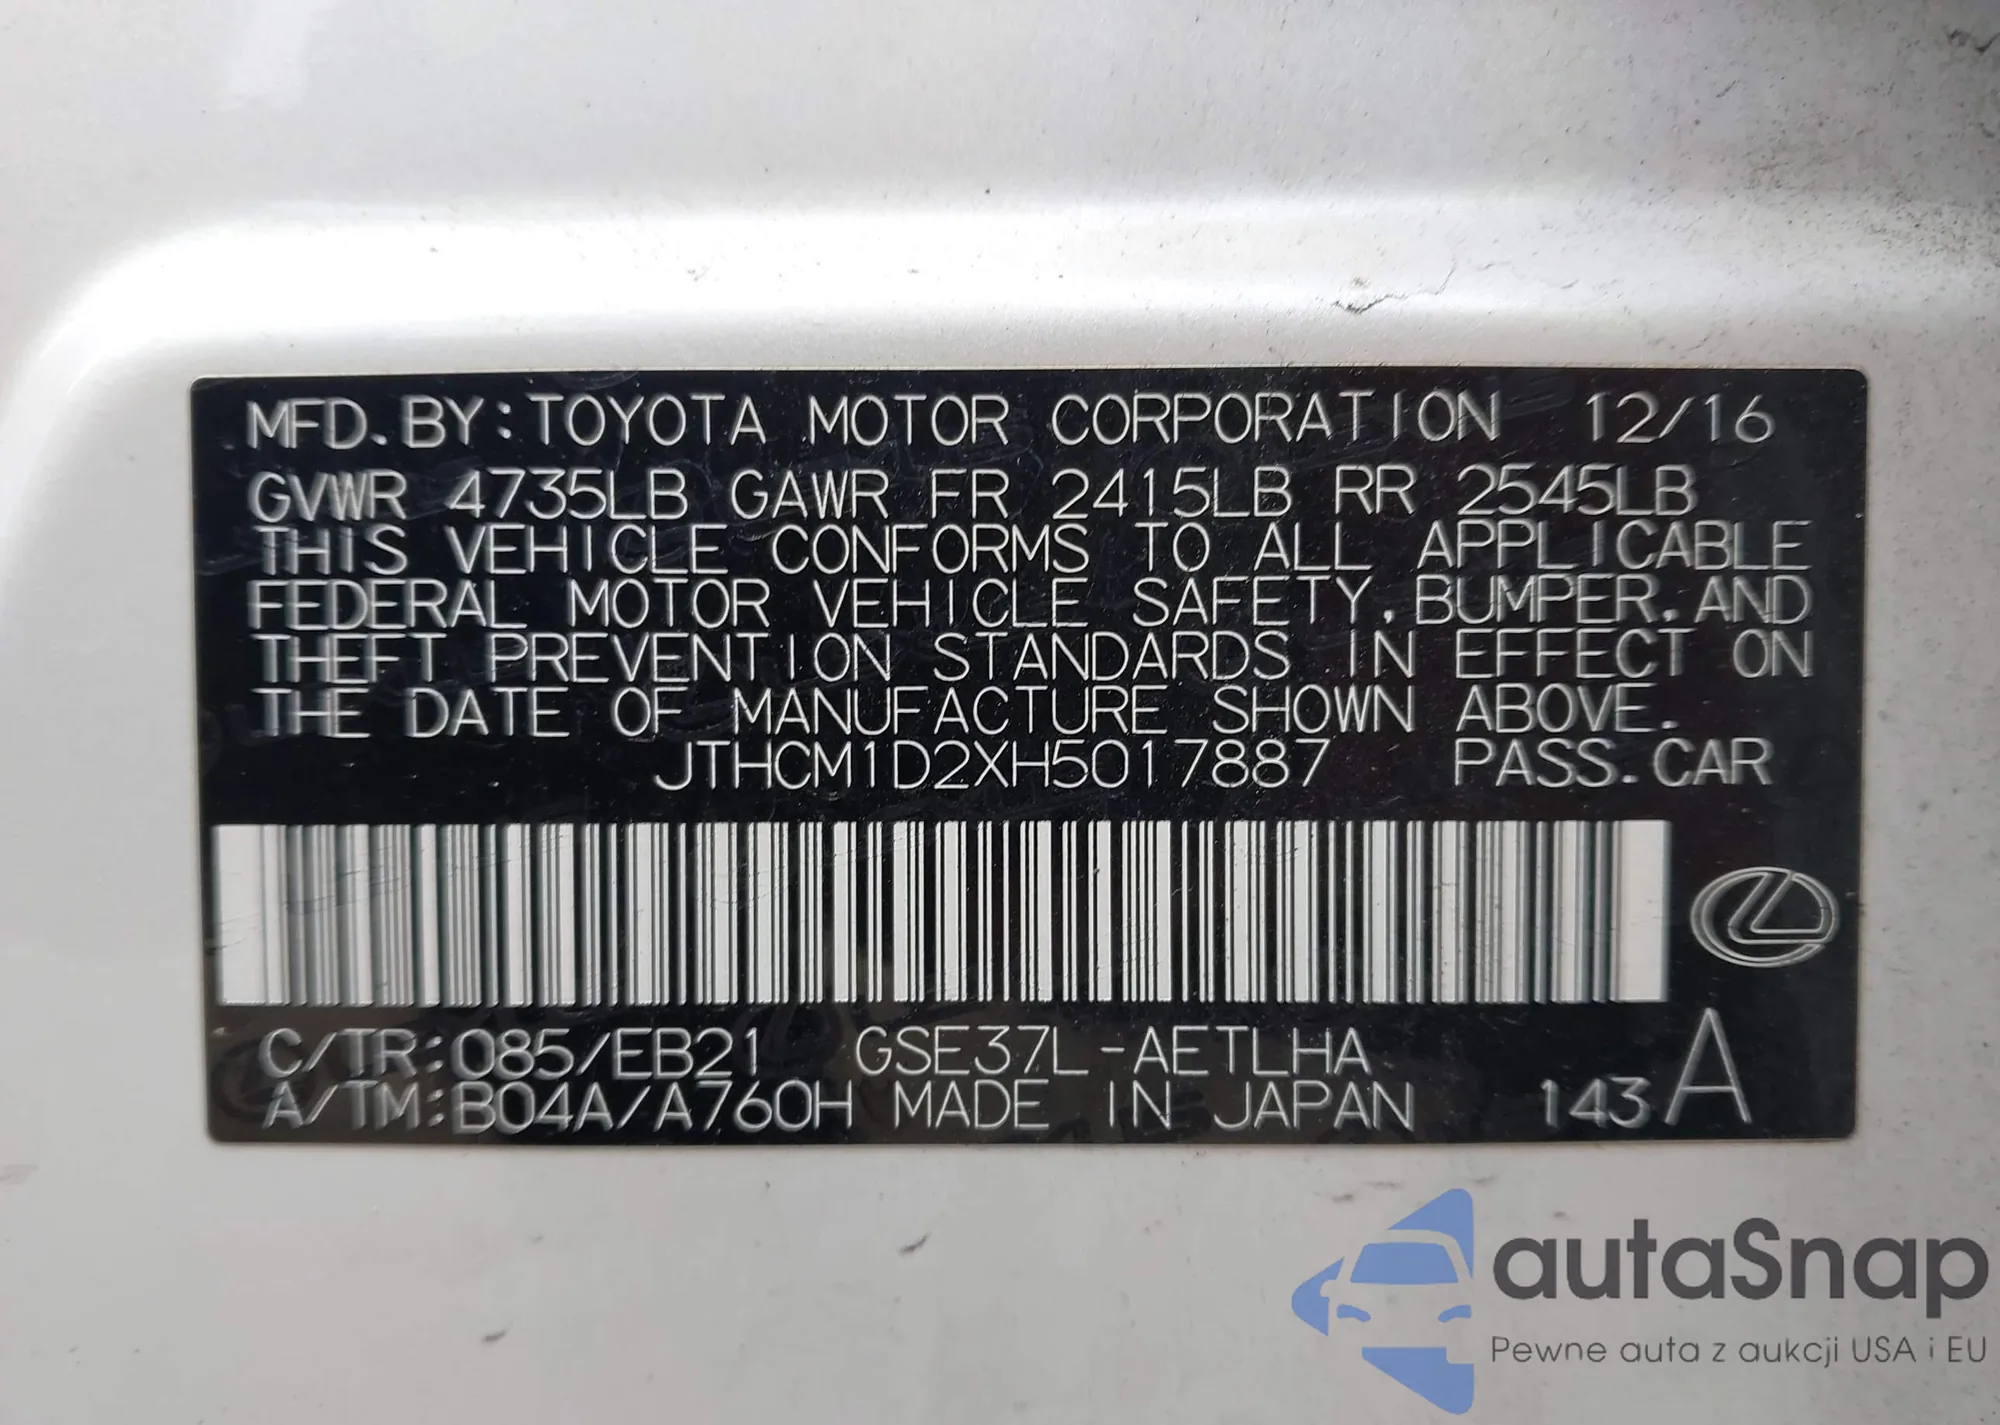 MFD. BY: TOYOTA MOTOR CORPORATION 12/16
GVWR 4735LB GAWR FR 2415LB RR 2545LB
THIS VEHICLE CONFORMS TO ALL APPLICABLE
FEDERAL MOTOR VEHICLE SAFETY, BUMPER, AND
THEFT PREVENTION STANDARDS IN EFFECT ON
THE DATE OF MANUFACTURE SHOWN ABOVE.
JTHCM1D2XH5017887 PASS. CAR
C/TR: 085/EB21 GSE37L-AETLHA
A/TM: B04A/A760H MADE IN JAPAN 143 A
autaSnap
Pewne auta z aukcji USA i EU